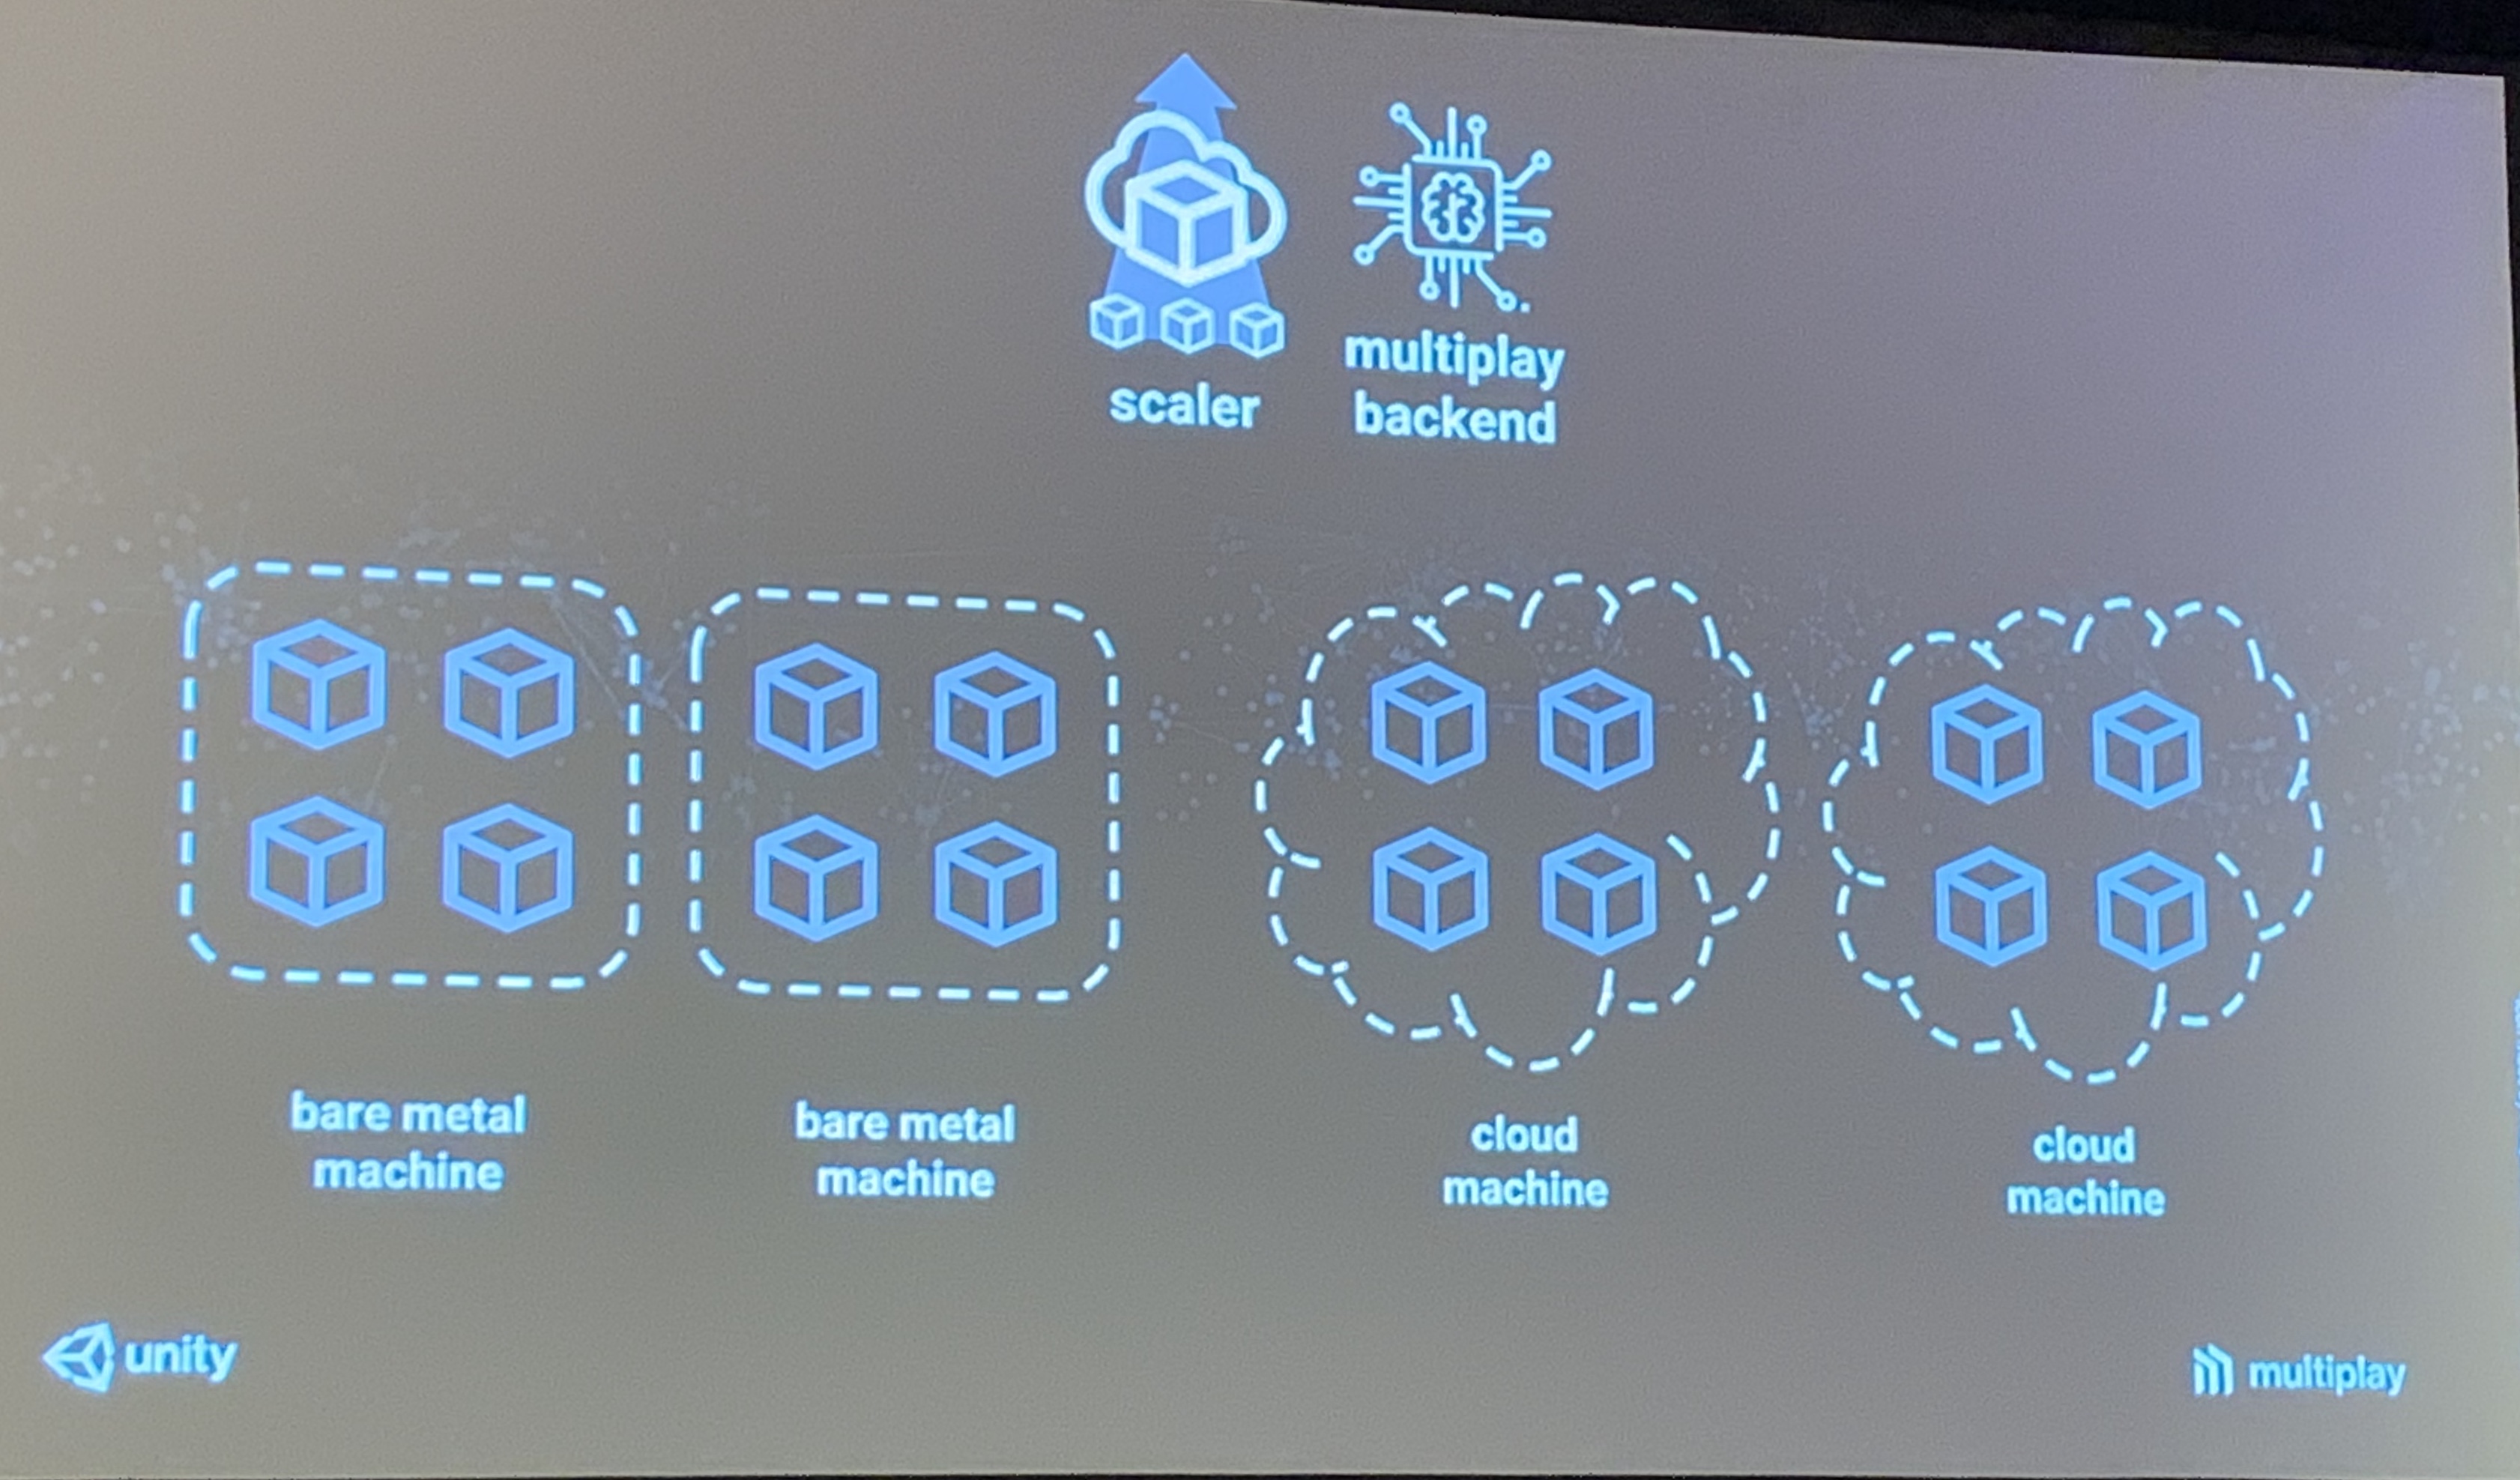 scaler
multiplay
backend
bare metal
machine
bare metal
machine
cloud
machine
cloud
machine
unity
multiplay